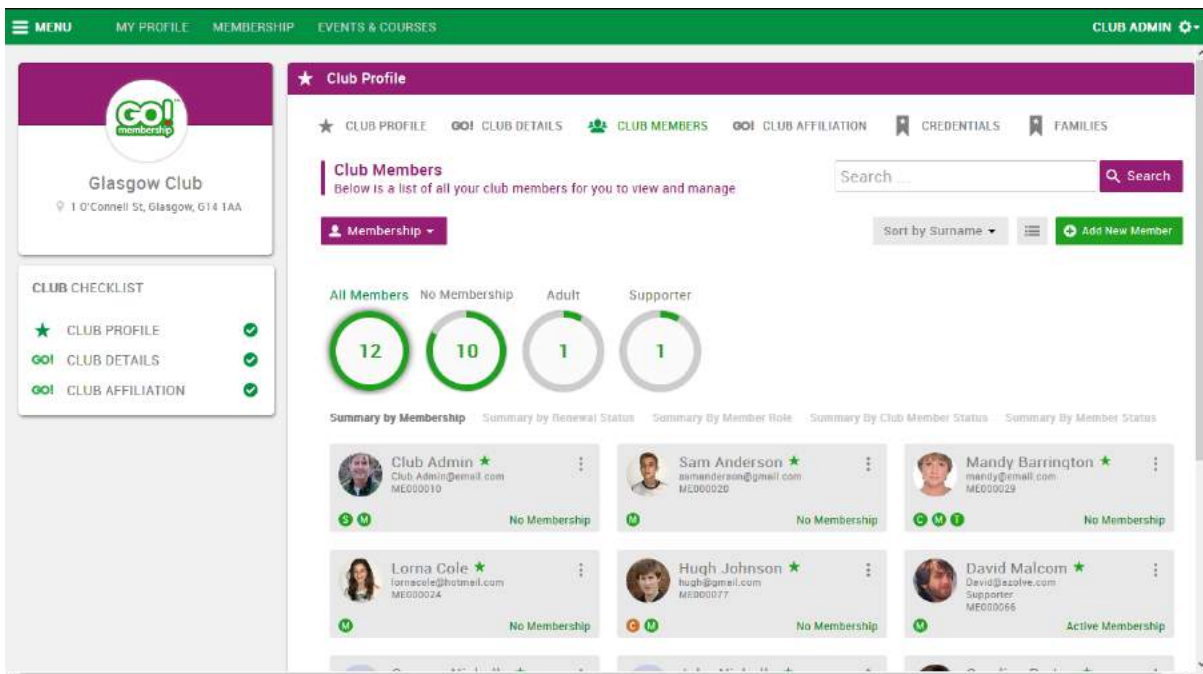 MENU MY PROFILE MEMBERSHIP EVENTS & COURSES CLUB ADMIN
GO!
membership
Glasgow Club
1 O'Connell St, Glasgow, G14 1AA
CLUB CHECKLIST
CLUB PROFILE
GO! CLUB DETAILS
GO! CLUB AFFILIATION
Club Profile
CLUB PROFILE GO! CLUB DETAILS CLUB MEMBERS GO! CLUB AFFILIATION CREDENTIALS FAMILIES
Club Members
Below is a list of all your club members for you to view and manage
Search ... Search
Membership Sort by Surname Add New Member
All Members No Membership Adult Supporter
12 10 1 1
Summary by Membership Summary by Renewal Status Summary By Member Role Summary By Club Member Status Summary By Member Status
Club Admin
Club.Admin@email.com
ME000010
S M No Membership
Sam Anderson
samanderson@gmail.com
ME000020
M No Membership
Mandy Barrington
mandy@email.com
ME000029
C M T No Membership
Lorna Cole
lornacole@hotmail.com
ME000024
M No Membership
Hugh Johnson
hugh@gmail.com
ME000077
C M No Membership
David Malcom
David@azolve.com
Supporter
ME000066
M Active Membership